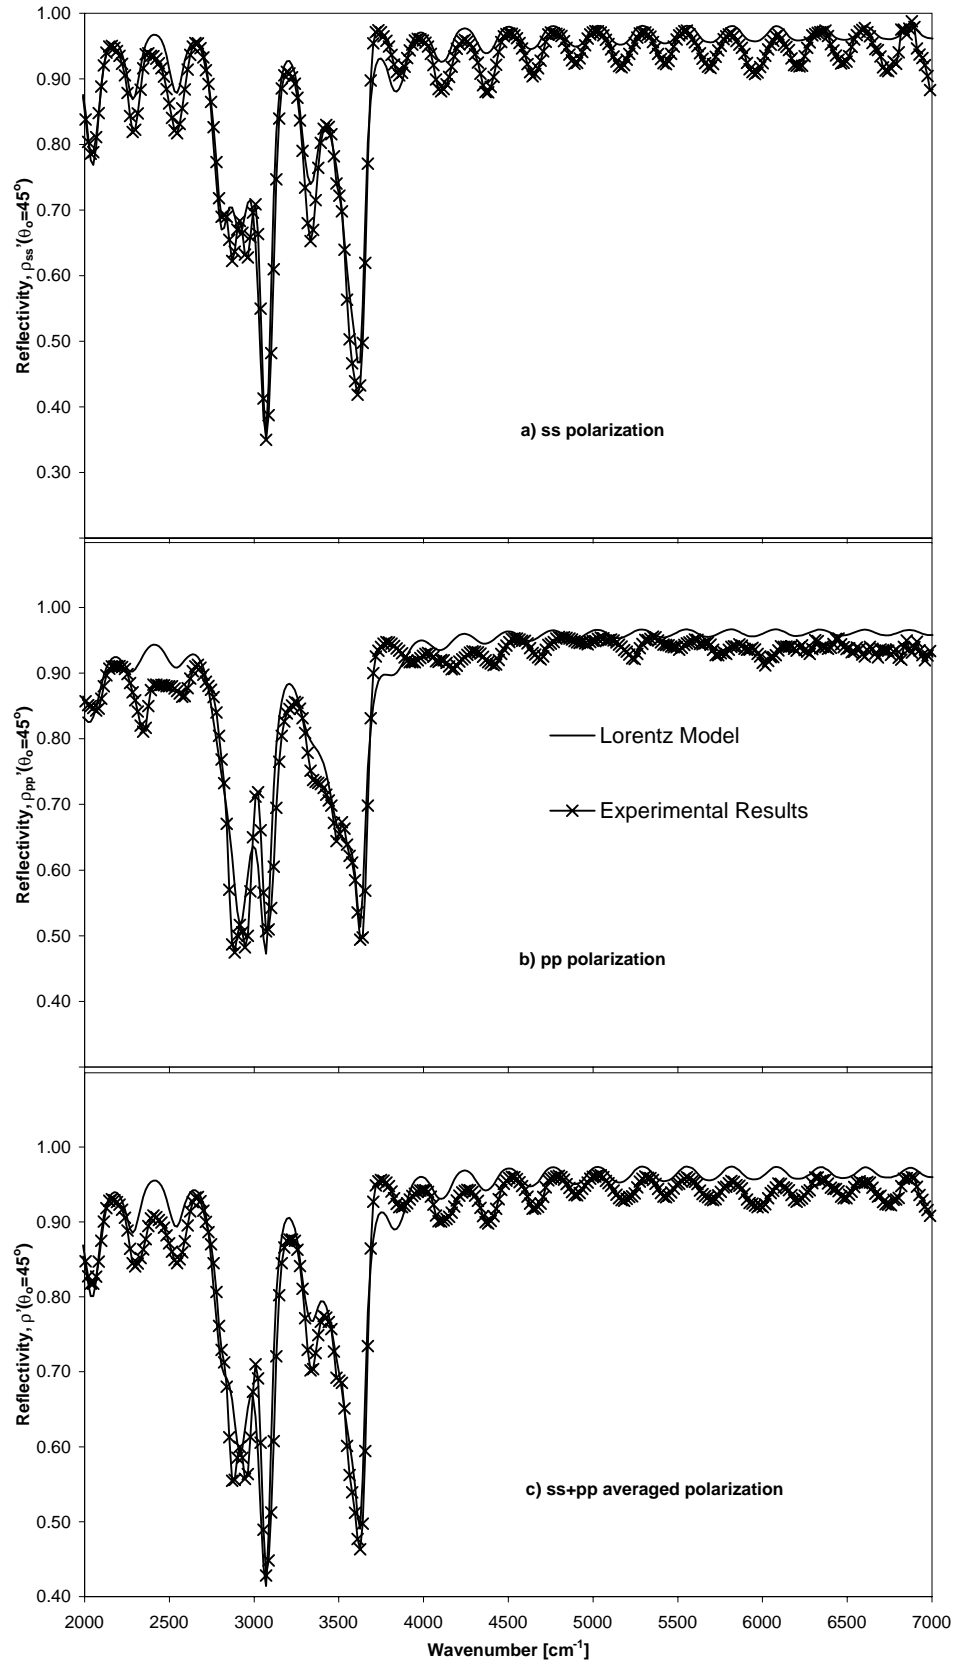 1.00
0.90
0.80
0.70
0.60
0.50
0.40
0.30
Reflectivity, ρss'(θo=45°)
a) ss polarization
1.00
0.90
0.80
0.70
0.60
0.50
0.40
Reflectivity, ρpp'(θo=45°)
Lorentz Model
Experimental Results
b) pp polarization
1.00
0.90
0.80
0.70
0.60
0.50
0.40
Reflectivity, ρ'(θo=45°)
c) ss+pp averaged polarization
2000 2500 3000 3500 4000 4500 5000 5500 6000 6500 7000
Wavenumber [cm⁻¹]